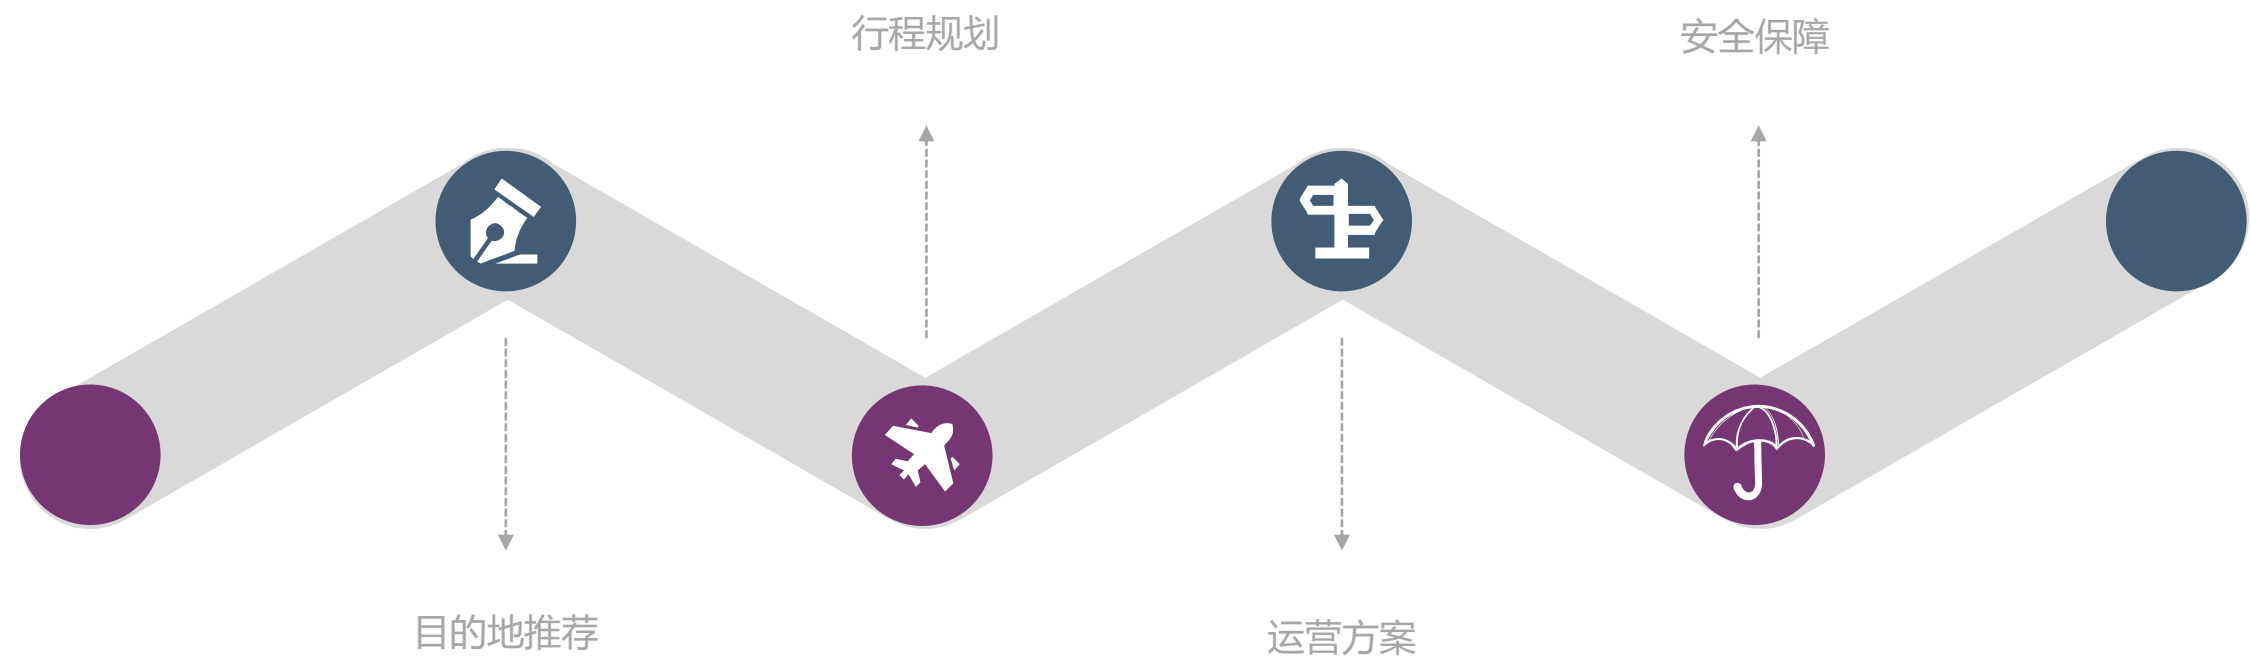 行程规划
安全保障
目的地推荐
运营方案